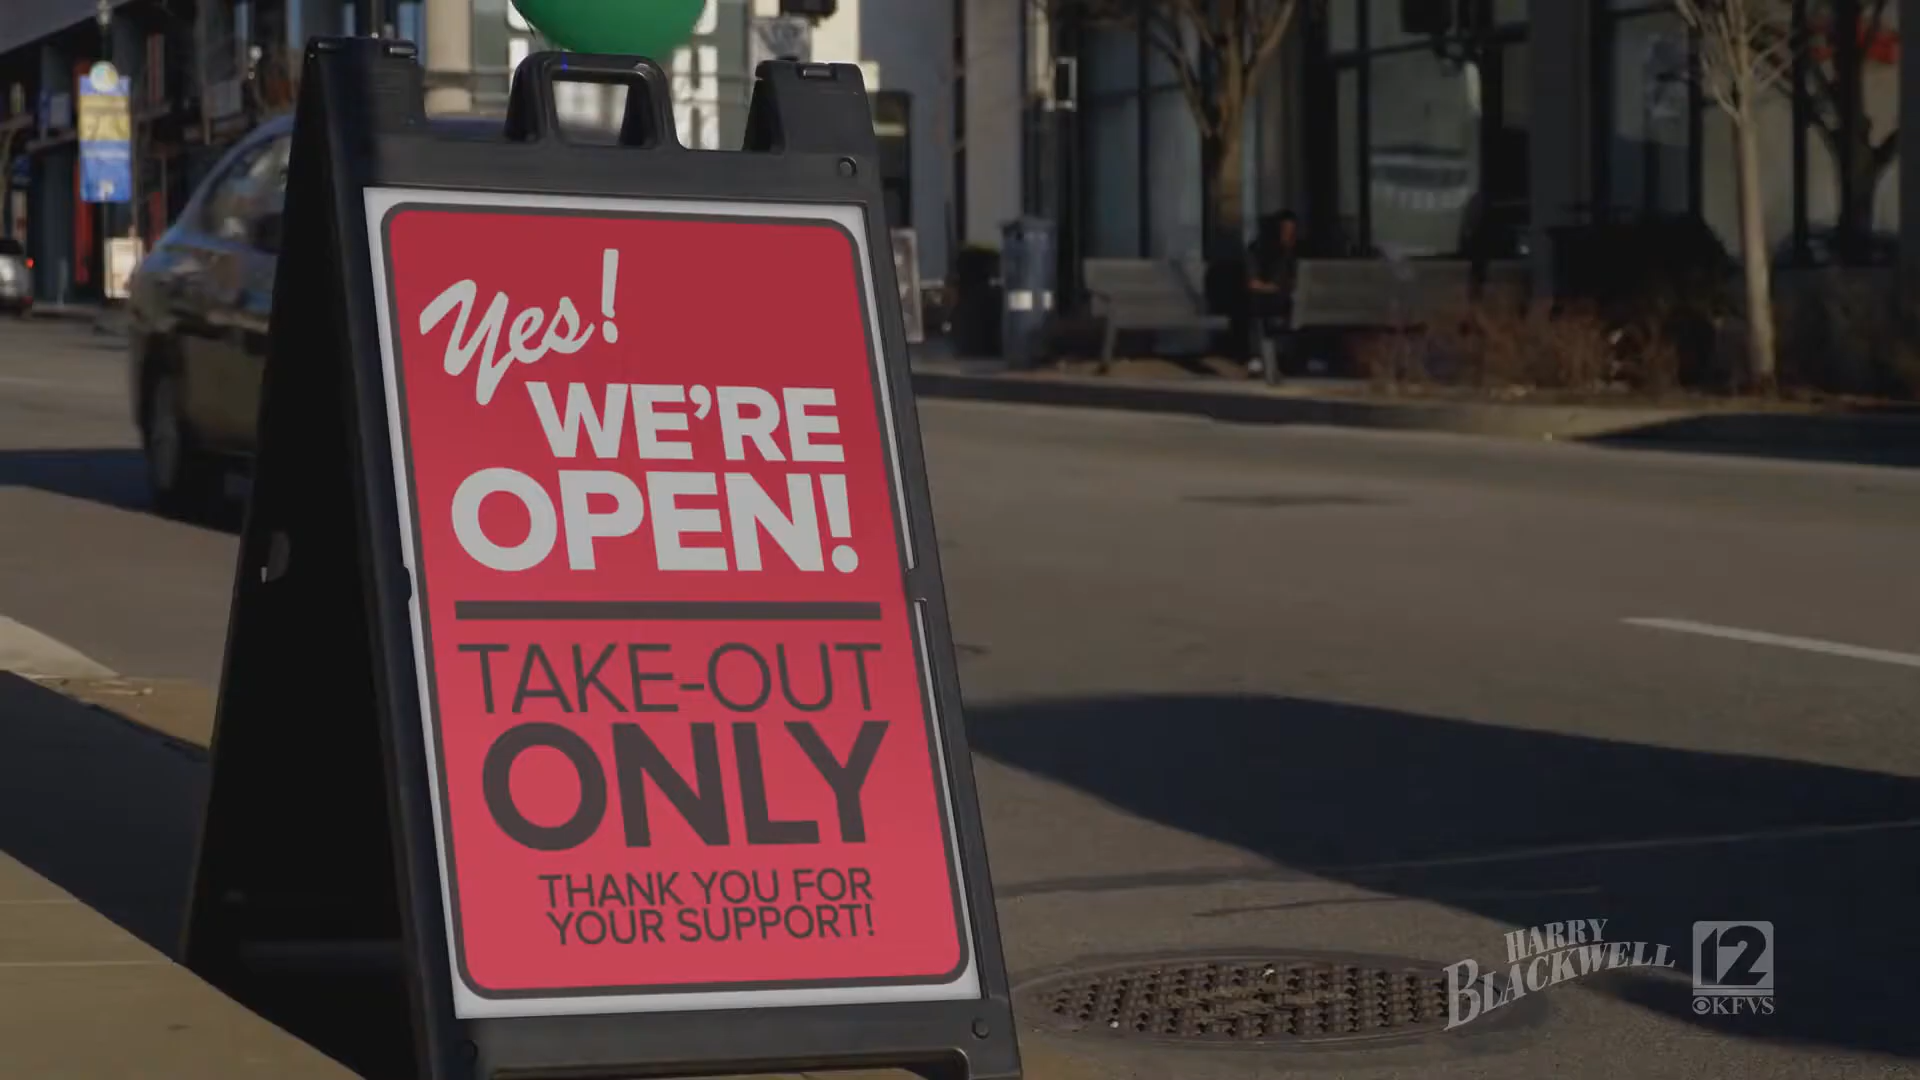 Yes!
WE'RE
OPEN!
TAKE-OUT
ONLY
THANK YOU FOR
YOUR SUPPORT!
HARRY
BLACKWELL
12
KFVS